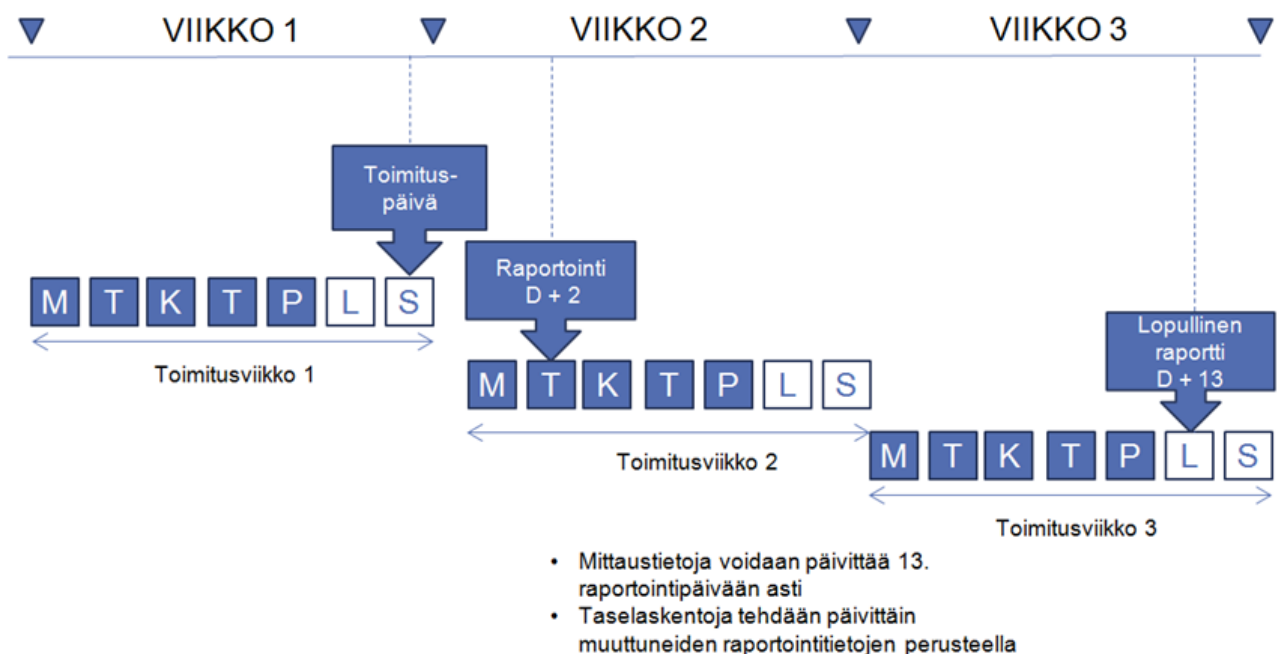 VIIKKO 1
VIIKKO 2
VIIKKO 3
Toimitus-
päivä
M T K T P L S
Toimitusviikko 1
Raportointi
D + 2
M T K T P L S
Toimitusviikko 2
Lopullinen
raportti
D + 13
M T K T P L S
Toimitusviikko 3
• Mittaustietoja voidaan päivittää 13.
raportointipäivään asti
• Taselaskentoja tehdään päivittäin
muuttuneiden raportointitietojen perusteella